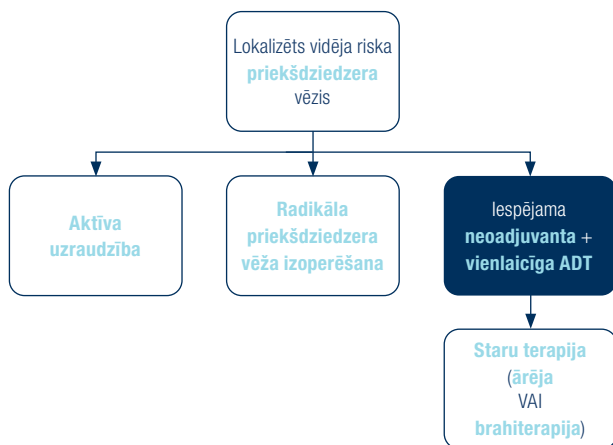 Lokalizēts vidēja riska
priekšdziedzera
vēzis
Aktīva
uzraudzība
Radikāla
priekšdziedzera
vēža izoperēšana
Iespējama
neoadjuvanta +
vienlaicīga ADT
Staru terapija
(ārēja
VAI
brahiterapija)